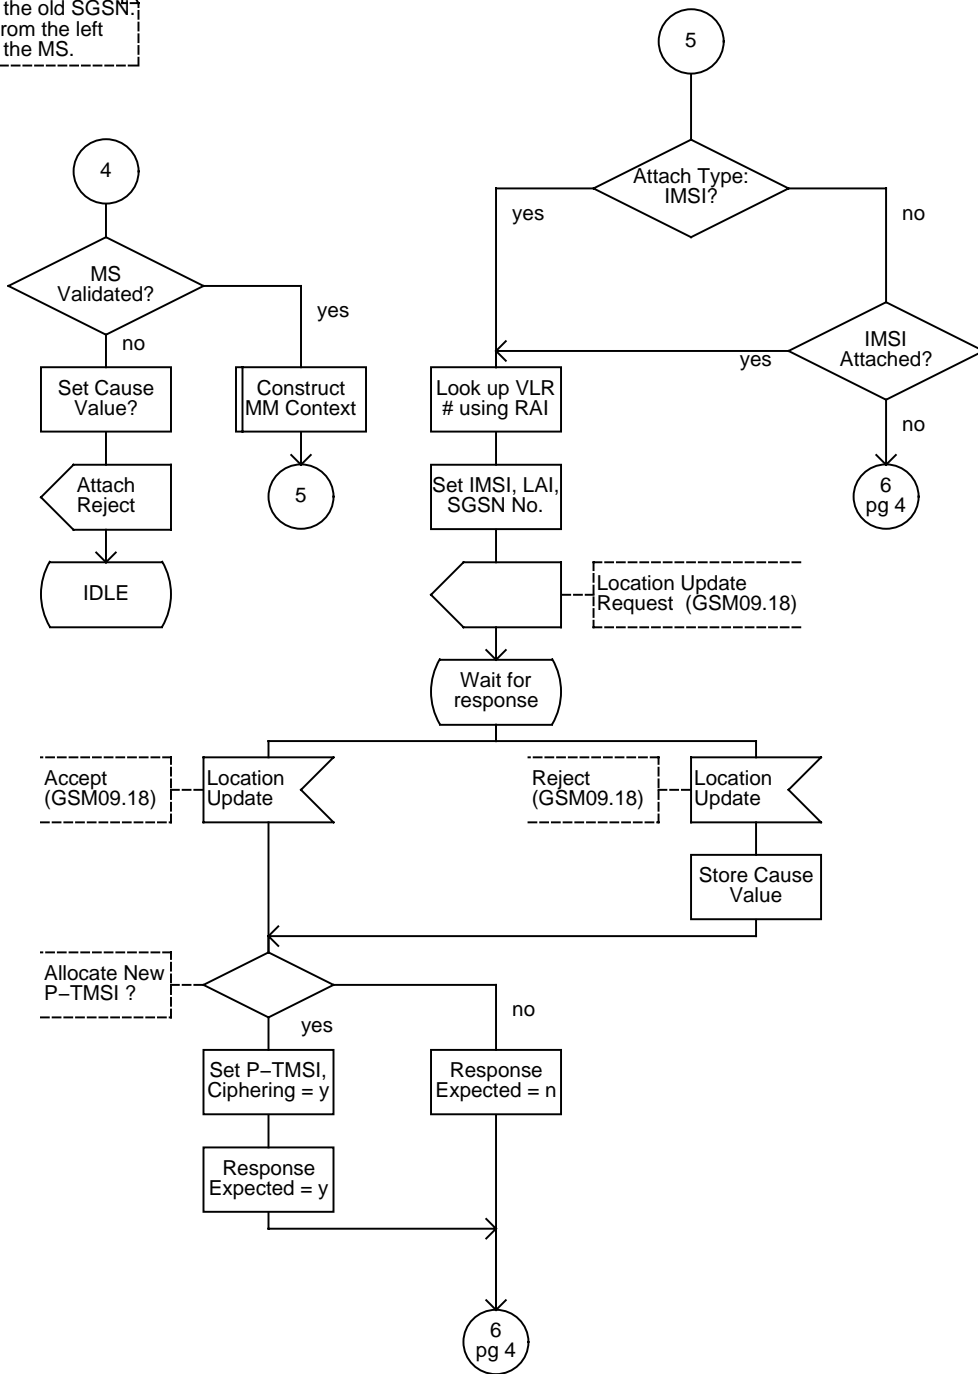 the old SGSN.
rom the left
the MS.
5
4
Attach Type:
IMSI?
yes
no
MS
Validated?
yes
no
IMSI
Attached?
yes
no
Set Cause
Value?
Construct
MM Context
Look up VLR
# using RAI
Attach
Reject
5
Set IMSI, LAI,
SGSN No.
6
pg 4
IDLE
Location Update
Request (GSM09.18)
Wait for
response
Accept
(GSM09.18)
Location
Update
Reject
(GSM09.18)
Location
Update
Store Cause
Value
Allocate New
P–TMSI ?
yes
no
Set P–TMSI,
Ciphering = y
Response
Expected = n
Response
Expected = y
6
pg 4